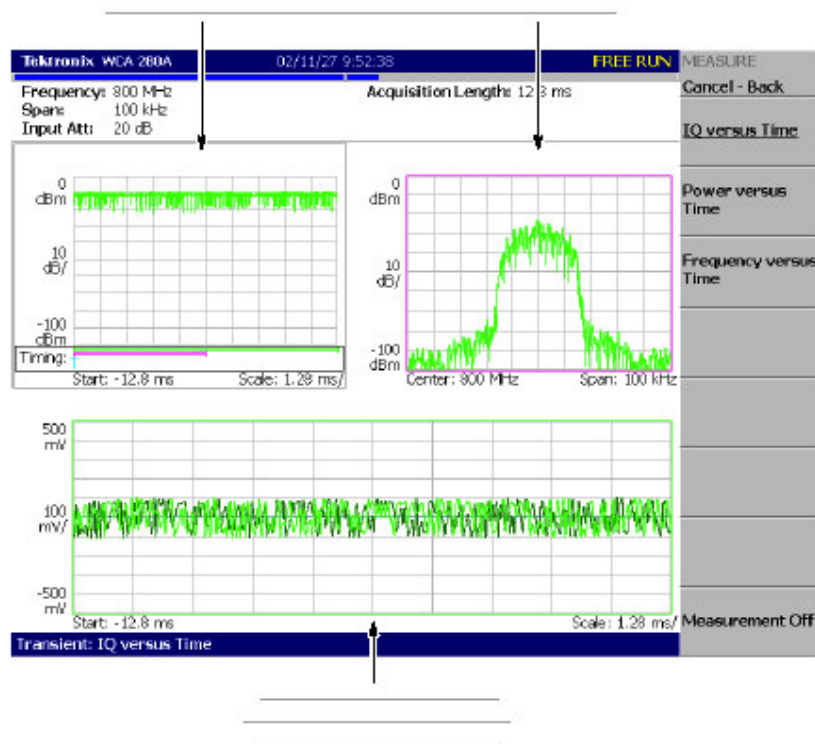 Tektronix WCA 280A 02/11/27 9:52:38 FREE RUN
Frequency: 800 MHz Acquisition Length: 12.8 ms
Span: 100 kHz
Input Att: 20 dB
MEASURE
Cancel - Back
IQ versus Time
Power versus
Time
Frequency versus
Time
Measurement Off
0
dBm
10
dB/
-100
dBm
Timing:
Start: -12.8 ms Scale: 1.28 ms/
0
dBm
10
dB/
-100
dBm
Center: 800 MHz Span: 100 kHz
500
mV
100
mV/
-500
mV
Start: -12.8 ms Scale: 1.28 ms/
Transient: IQ versus Time